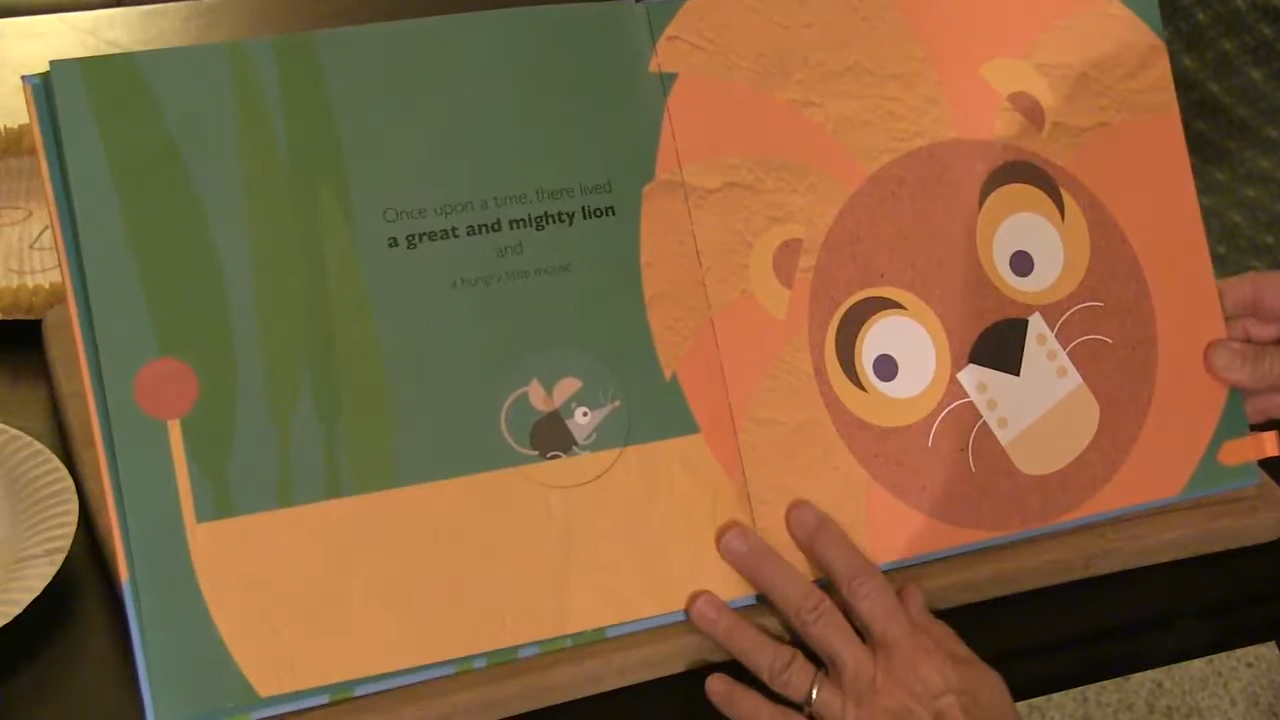 Once upon a time, there lived
a great and mighty lion
and
a hungry little mouse.